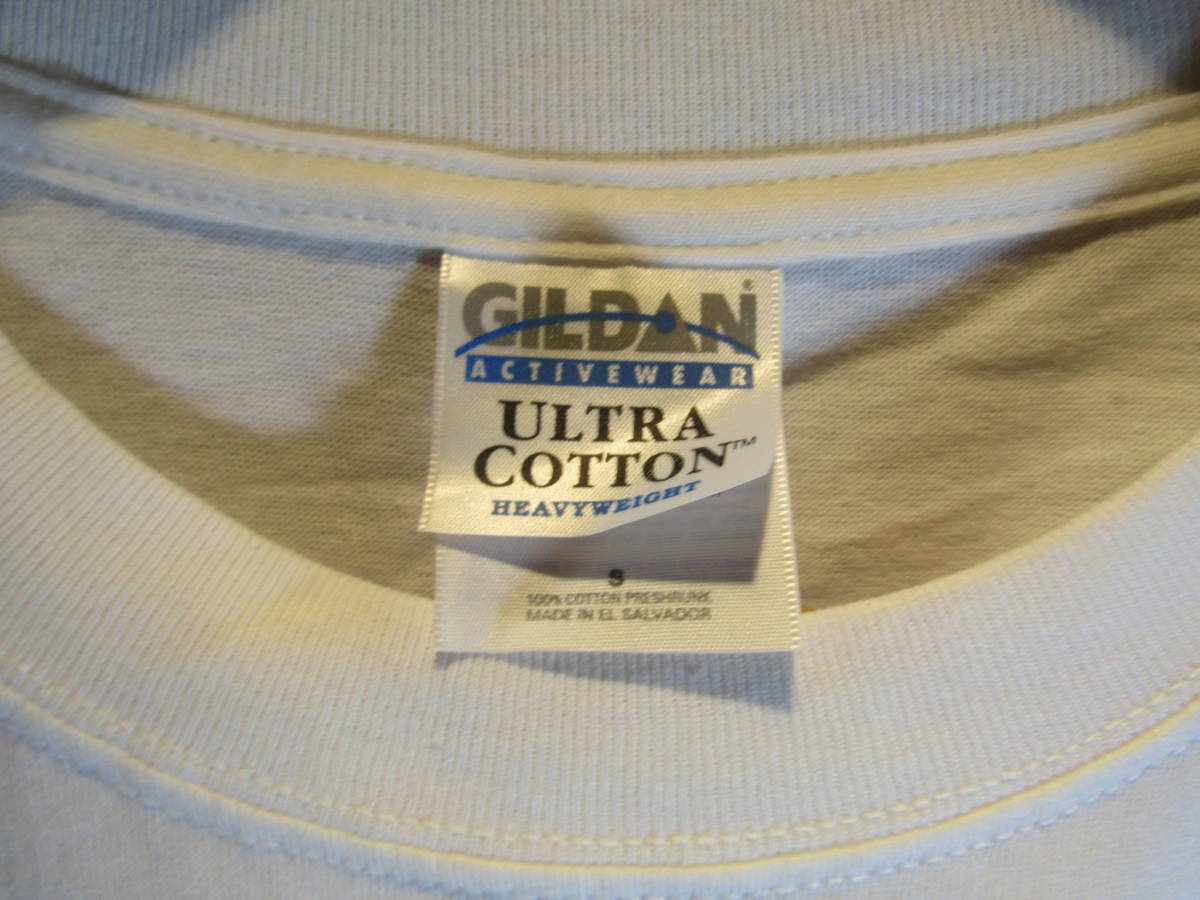 GILDAN®
ACTIVEWEAR
ULTRA
COTTON™
HEAVYWEIGHT
S
100% COTTON PRESHRUNK
MADE IN EL SALVADOR